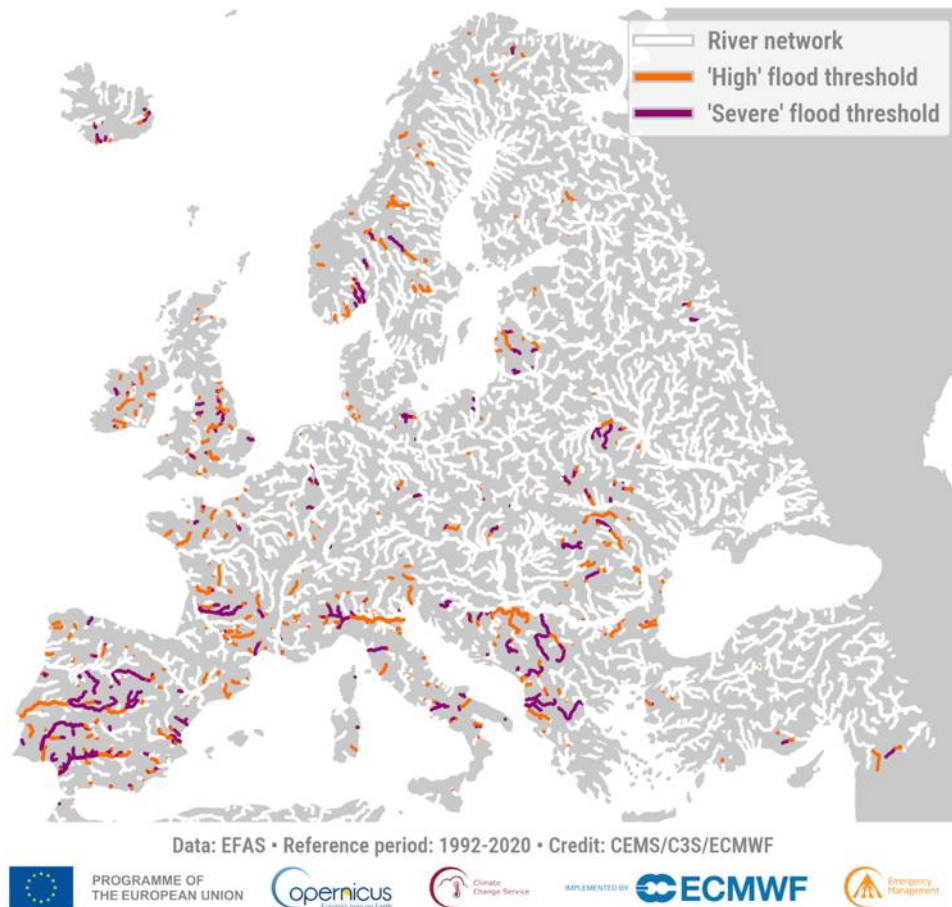 River network
'High' flood threshold
'Severe' flood threshold
Data: EFAS • Reference period: 1992-2020 • Credit: CEMS/C3S/ECMWF
PROGRAMME OF
THE EUROPEAN UNION
opernicus
Climate
Change Service
IMPLEMENTED BY
ECMWF
Emergency
Management